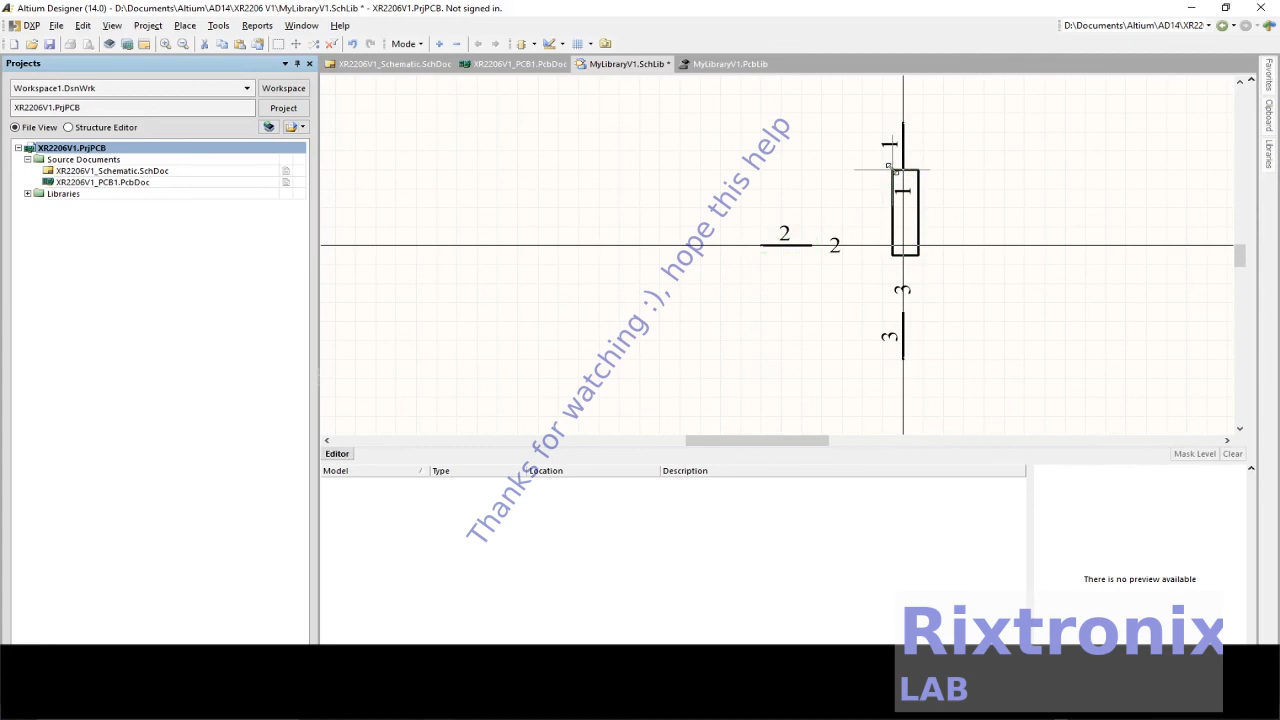 Altium Designer (14.0) - D:\Documents\Altium\AD14\XR2206 V1\MyLibraryV1.SchLib * - XR2206V1.PrjPCB. Not signed in.
DXP File Edit View Project Place Tools Reports Window Help
D:\Documents\Altium\AD14\XR22
Mode
Projects
XR2206V1_Schematic.SchDoc XR2206V1_PCB1.PcbDoc MyLibraryV1.SchLib * MyLibraryV1.PcbLib
Workspace1.DsnWrk Workspace
XR2206V1.PrjPCB Project
File View Structure Editor
XR2206V1.PrjPCB
Source Documents
XR2206V1_Schematic.SchDoc
XR2206V1_PCB1.PcbDoc
Libraries
Favorites
Clipboard
Libraries
1
1
2
2
3
3
Thanks for watching :), hope this help
Editor
Mask Level Clear
Model / Type Location Description
There is no preview available
Rixtronix
LAB